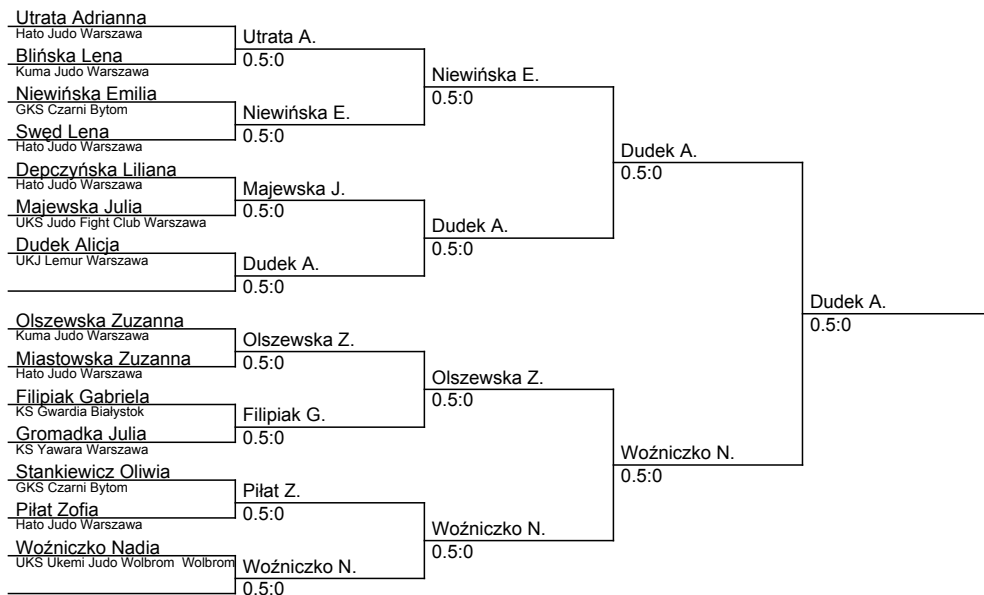 Utrata Adrianna
Hato Judo Warszawa
Blińska Lena
Kuma Judo Warszawa
Niewińska Emilia
GKS Czarni Bytom
Swęd Lena
Hato Judo Warszawa
Depczyńska Liliana
Hato Judo Warszawa
Majewska Julia
UKS Judo Fight Club Warszawa
Dudek Alicja
UKJ Lemur Warszawa
Olszewska Zuzanna
Kuma Judo Warszawa
Miastowska Zuzanna
Hato Judo Warszawa
Filipiak Gabriela
KS Gwardia Białystok
Gromadka Julia
KS Yawara Warszawa
Stankiewicz Oliwia
GKS Czarni Bytom
Piłat Zofia
Hato Judo Warszawa
Woźniczko Nadia
UKS Ukemi Judo Wolbrom Wolbrom
Utrata A.
0.5:0
Niewińska E.
0.5:0
Majewska J.
0.5:0
Dudek A.
0.5:0
Olszewska Z.
0.5:0
Filipiak G.
0.5:0
Piłat Z.
0.5:0
Woźniczko N.
0.5:0
Niewińska E.
0.5:0
Dudek A.
0.5:0
Olszewska Z.
0.5:0
Woźniczko N.
0.5:0
Dudek A.
0.5:0
Woźniczko N.
0.5:0
Dudek A.
0.5:0